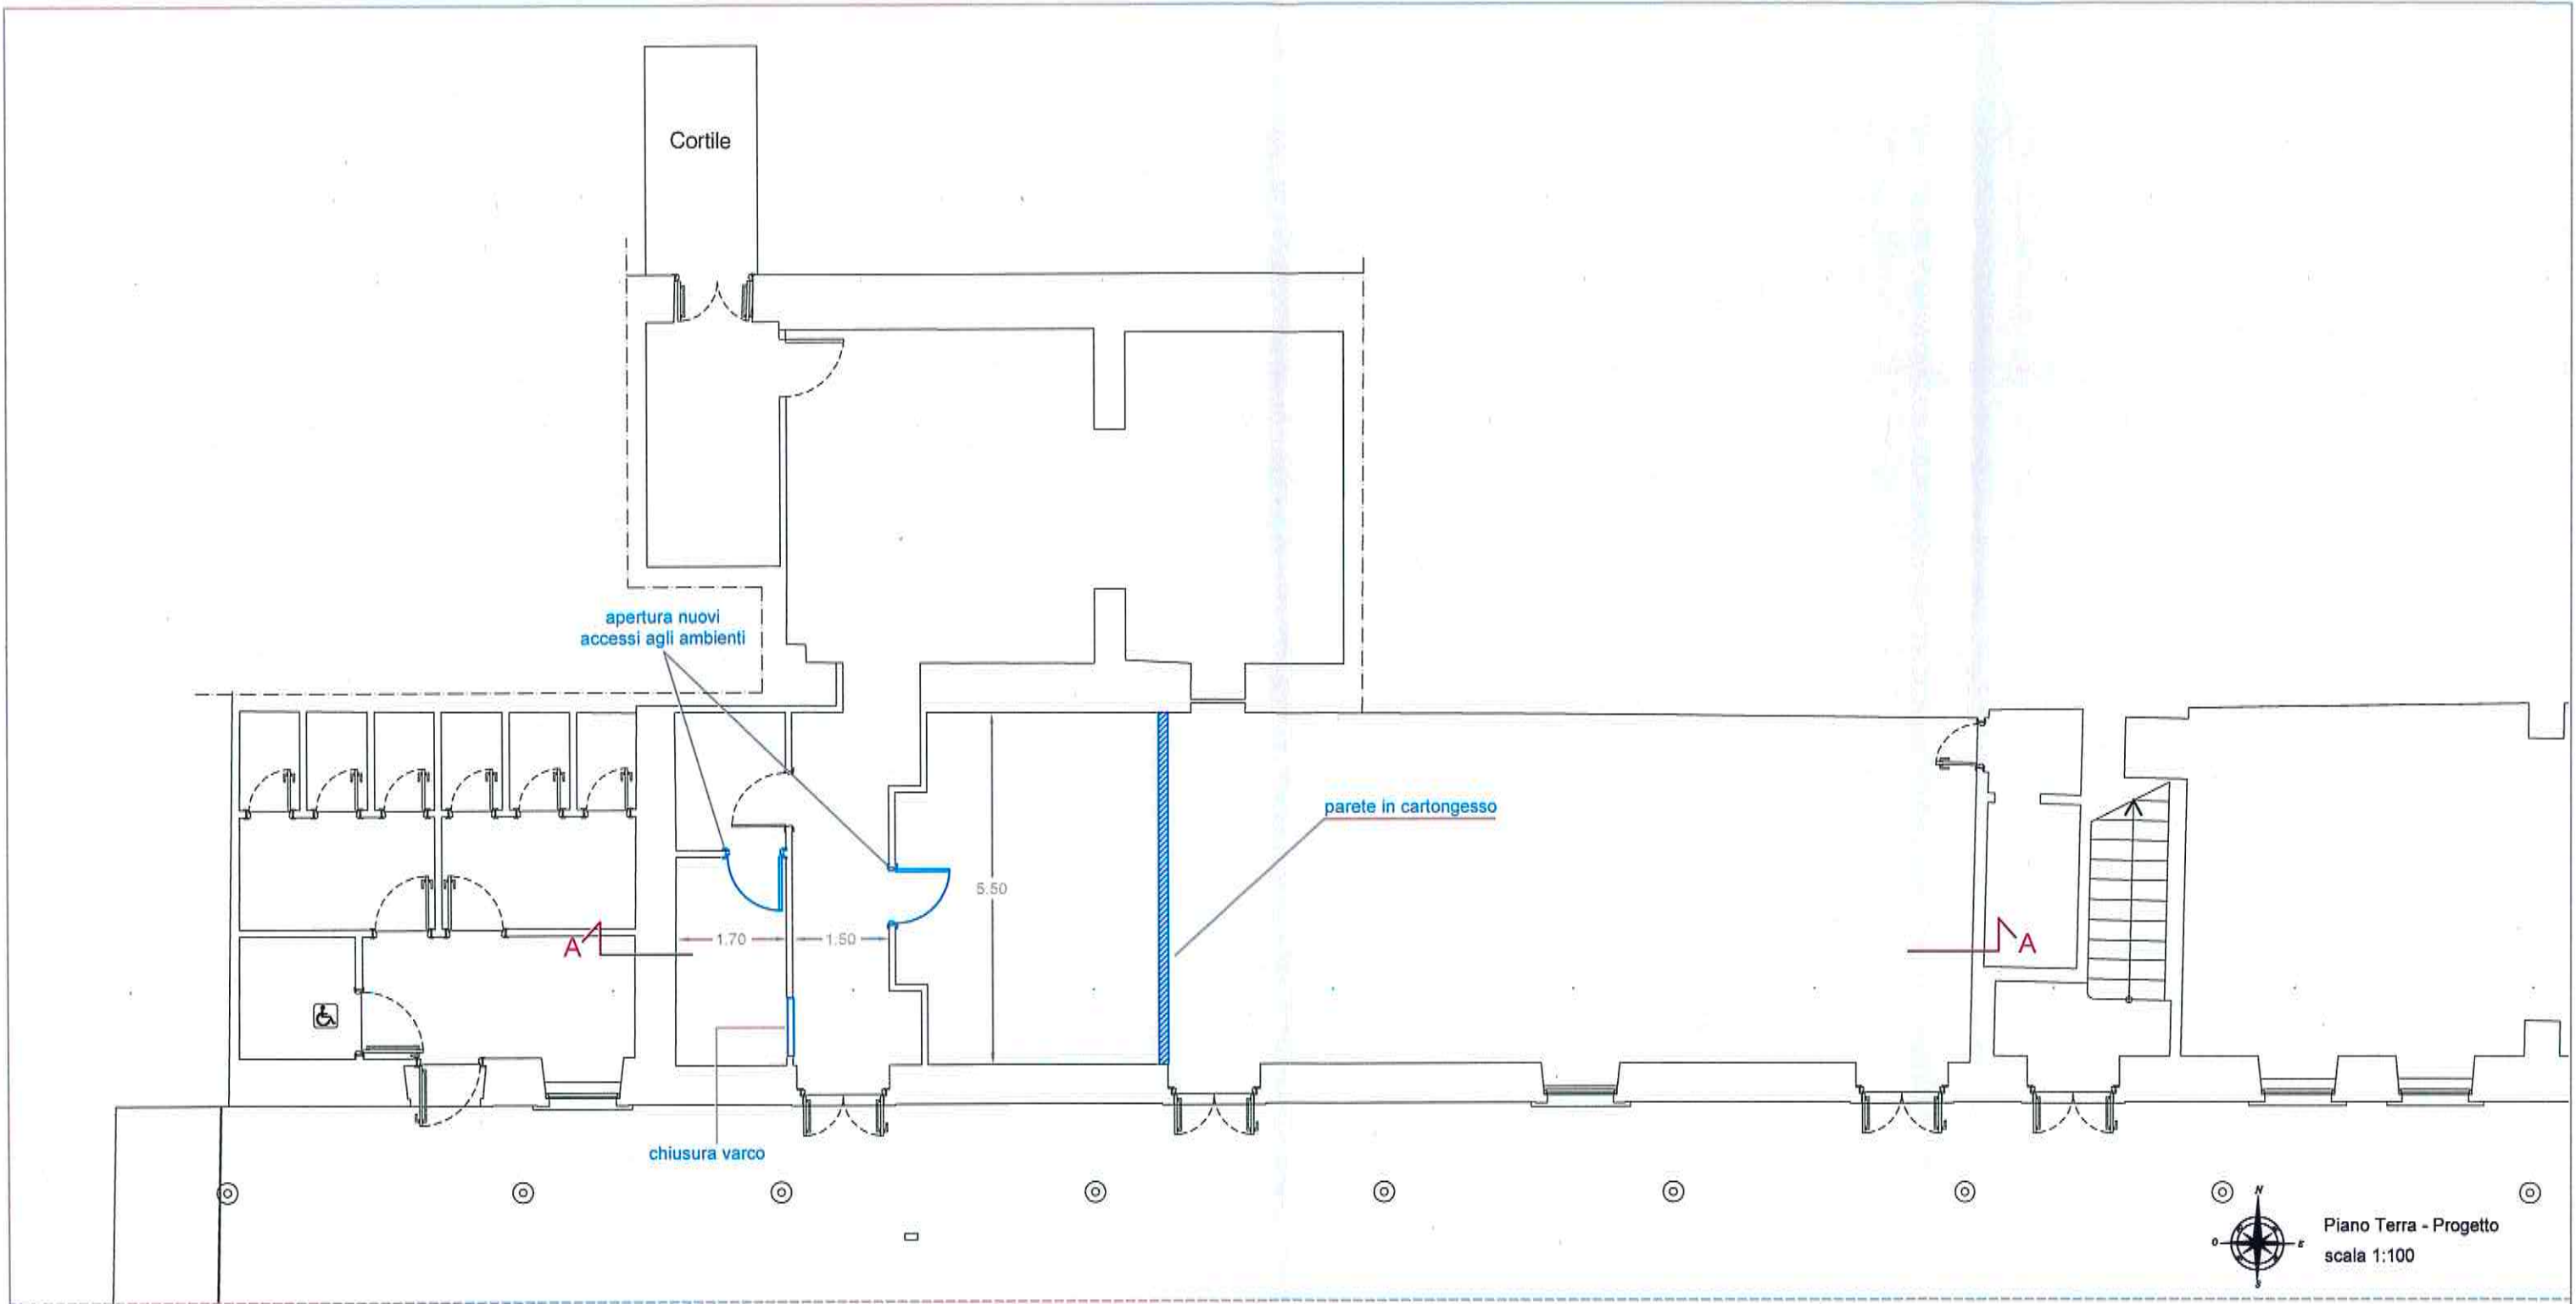 Cortile
apertura nuovi
accessi agli ambienti
parete in cartongesso
5.50
1.70
1.50
A
A
chiusura varco
N
O
E
S
Piano Terra - Progetto
scala 1:100